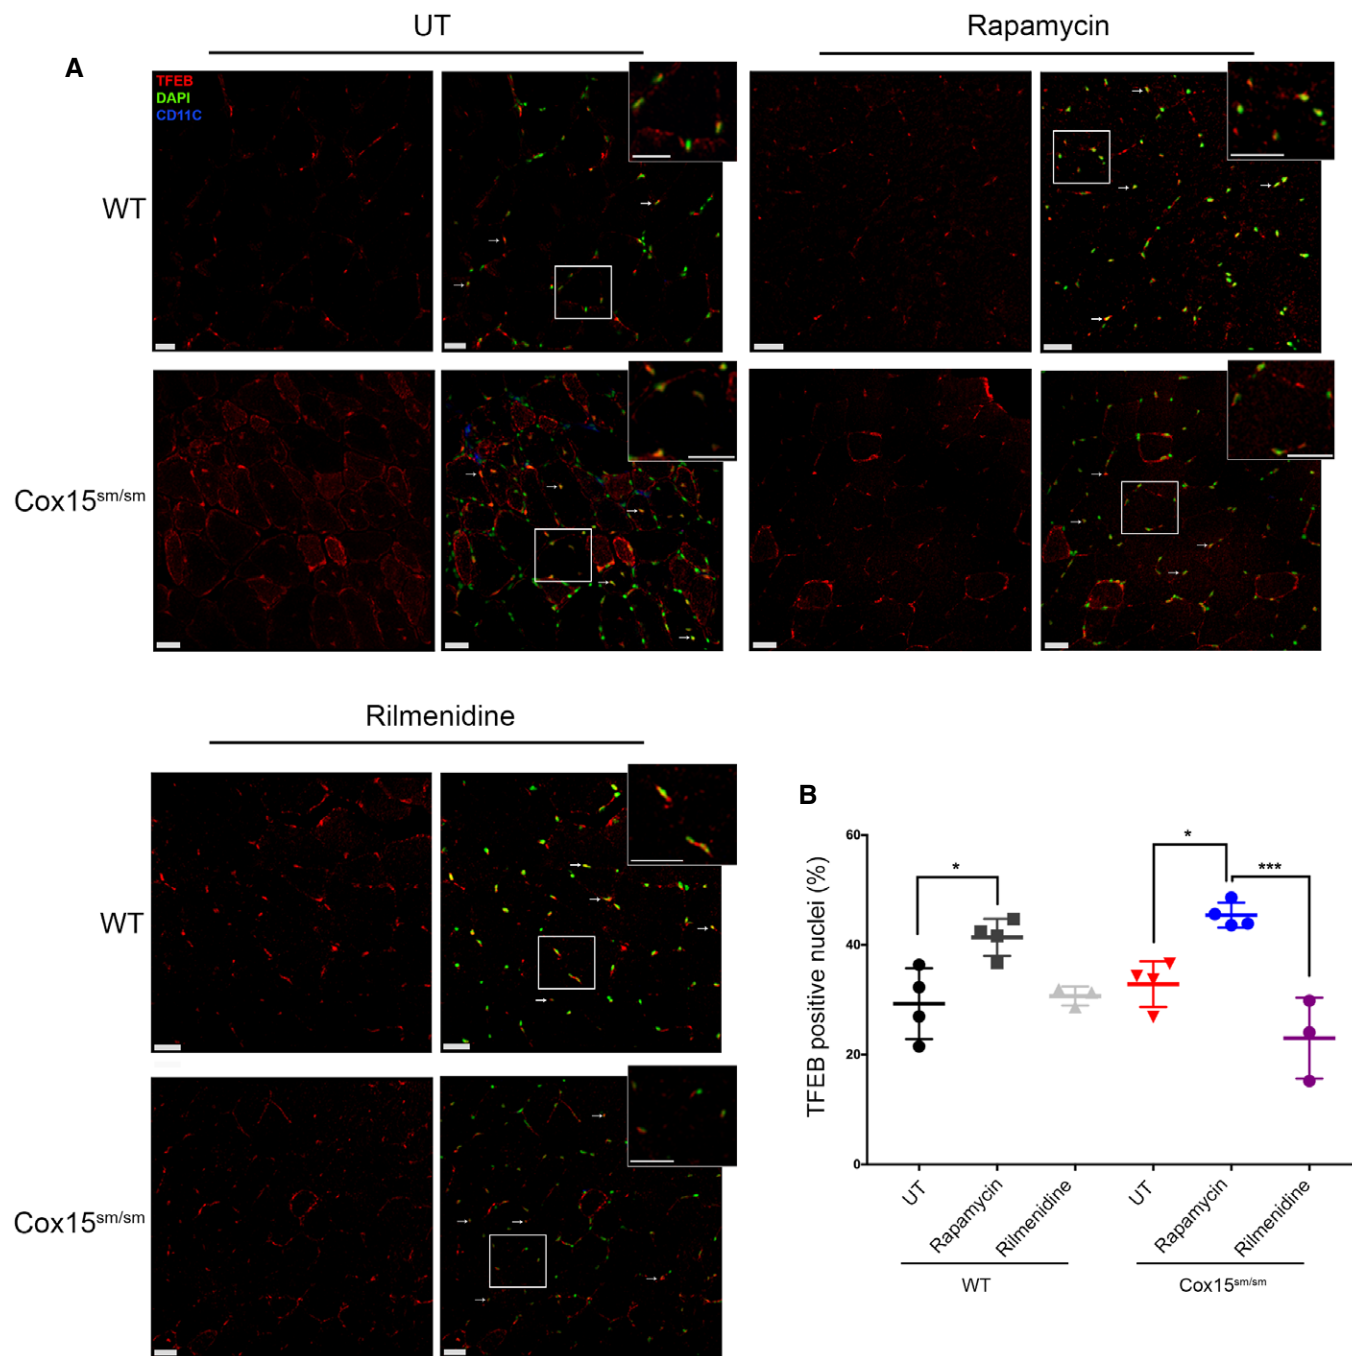 UT
Rapamycin
A
TFEB
DAPI
CD11C
WT
Cox15sm/sm
Rilmenidine
WT
Cox15sm/sm
B
TFEB positive nuclei (%)
60
40
20
0
*
*
***
UT
Rapamycin
Rilmenidine
UT
Rapamycin
Rilmenidine
WT
Cox15sm/sm